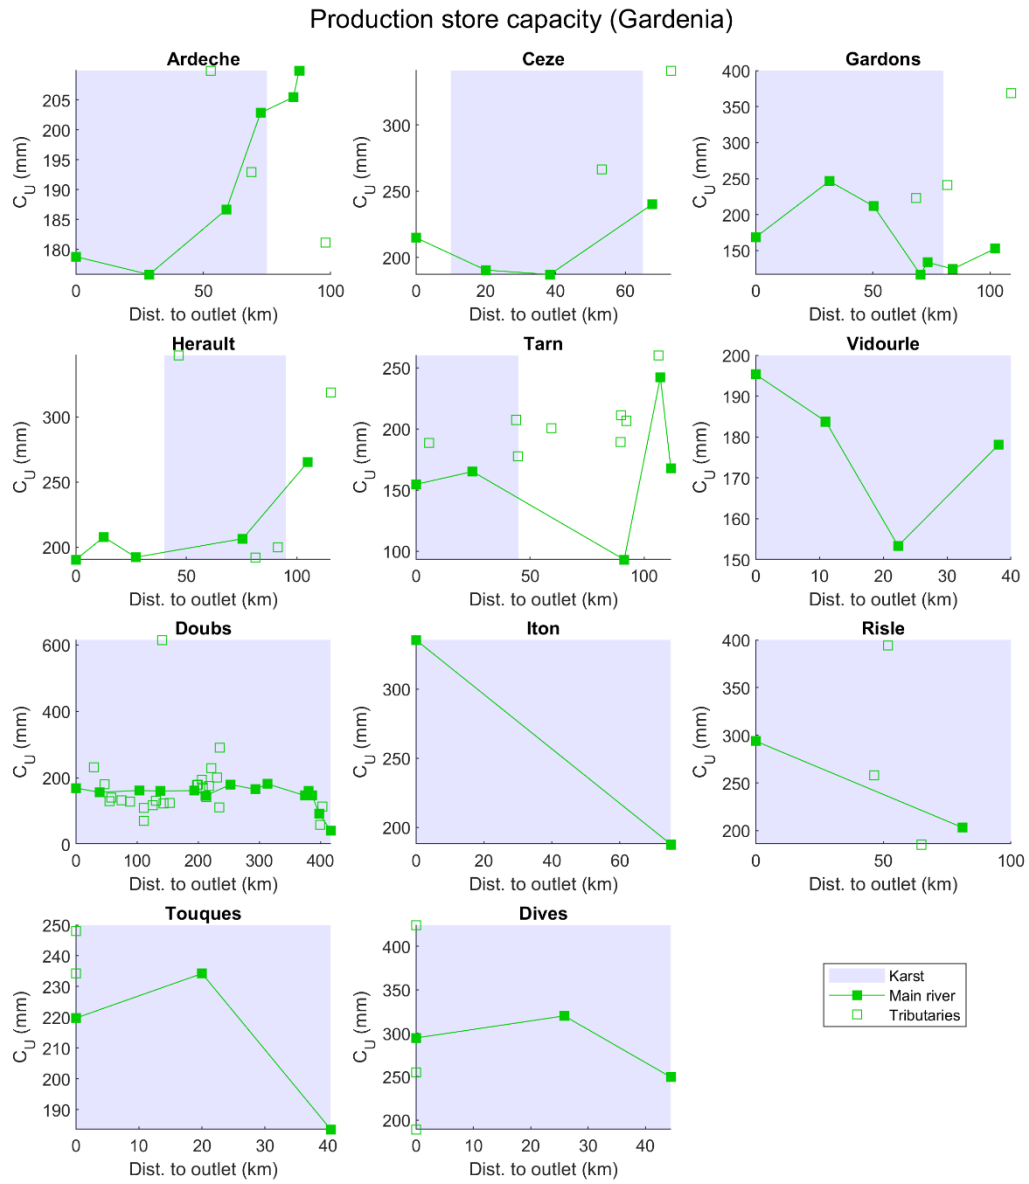 Production store capacity (Gardenia)
Ardeche
205
200
195
190
185
180
C_U (mm)
0 50 100
Dist. to outlet (km)
Ceze
300
250
200
C_U (mm)
0 20 40 60
Dist. to outlet (km)
Gardons
400
350
300
250
200
150
C_U (mm)
0 50 100
Dist. to outlet (km)
Herault
300
250
200
C_U (mm)
0 50 100
Dist. to outlet (km)
Tarn
250
200
150
100
C_U (mm)
0 50 100
Dist. to outlet (km)
Vidourle
200
190
180
170
160
150
C_U (mm)
0 10 20 30 40
Dist. to outlet (km)
Doubs
600
400
200
0
C_U (mm)
0 100 200 300 400
Dist. to outlet (km)
Iton
300
250
200
C_U (mm)
0 20 40 60
Dist. to outlet (km)
Risle
400
350
300
250
200
C_U (mm)
0 50 100
Dist. to outlet (km)
Touques
250
240
230
220
210
200
190
C_U (mm)
0 10 20 30 40
Dist. to outlet (km)
Dives
400
350
300
250
200
C_U (mm)
0 10 20 30 40
Dist. to outlet (km)
Karst
Main river
Tributaries